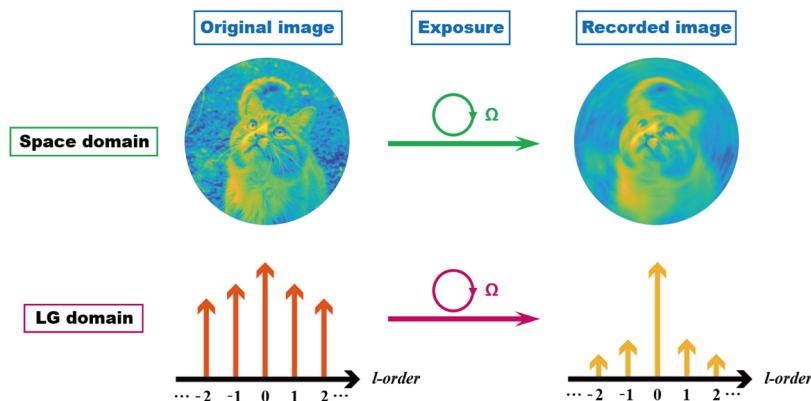 Original image
Exposure
Recorded image
Space domain
Ω
LG domain
Ω
l-order
··· -2 -1 0 1 2 ···
l-order
··· -2 -1 0 1 2 ···